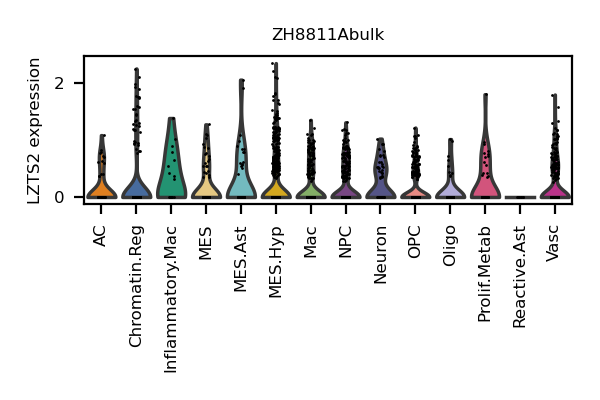 ZH8811Abulk
LZTS2 expression
2
0
AC
Chromatin.Reg
Inflammatory.Mac
MES
MES.Ast
MES.Hyp
Mac
NPC
Neuron
OPC
Oligo
Prolif.Metab
Reactive.Ast
Vasc